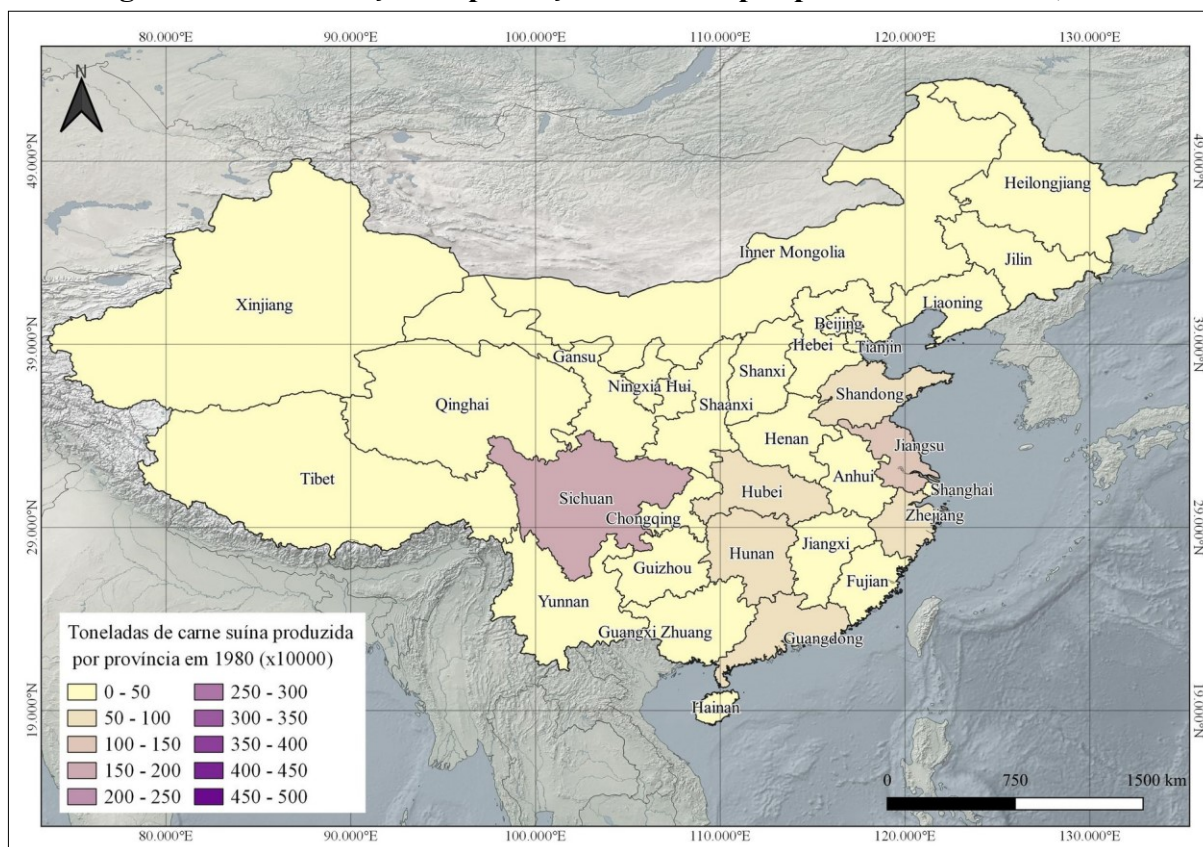 80.000°E 90.000°E 100.000°E 110.000°E 120.000°E 130.000°E
N
49.000°N
49.000°N
Heilongjiang
Inner Mongolia
Jilin
Xinjiang
Liaoning
Beijing
39.000°N
Hebei
Tianjin
39.000°N
Gansu
Shanxi
Ningxia Hui
Shandong
Qinghai
Shaanxi
Henan
Jiangsu
Tibet
Anhui
Sichuan
Hubei
Shanghai
Chongqing
Zhejiang
29.000°N
29.000°N
Hunan
Jiangxi
Guizhou
Fujian
Yunnan
Guangxi Zhuang
Guangdong
Hainan
19.000°N
19.000°N
Toneladas de carne suína produzida
por província em 1980 (x10000)
0 - 50 250 - 300
50 - 100 300 - 350
100 - 150 350 - 400
150 - 200 400 - 450
200 - 250 450 - 500
0 750 1500 km
80.000°E 90.000°E 100.000°E 110.000°E 120.000°E 130.000°E